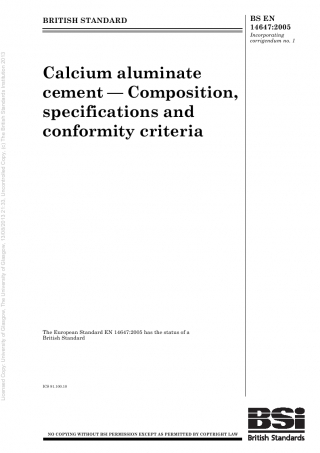 BRITISH STANDARD
BS EN
14647:2005
Incorporating
corrigendum no. 1
Calcium aluminate
cement — Composition,
specifications and
conformity criteria
The European Standard EN 14647:2005 has the status of a
British Standard
ICS 91.100.10
NO COPYING WITHOUT BSI PERMISSION EXCEPT AS PERMITTED BY COPYRIGHT LAW
BSi
British Standards
Licensed Copy: University of Glasgow, The University of Glasgow, 
Uncontrolled Copy, (c) The British Standards Institution 2013